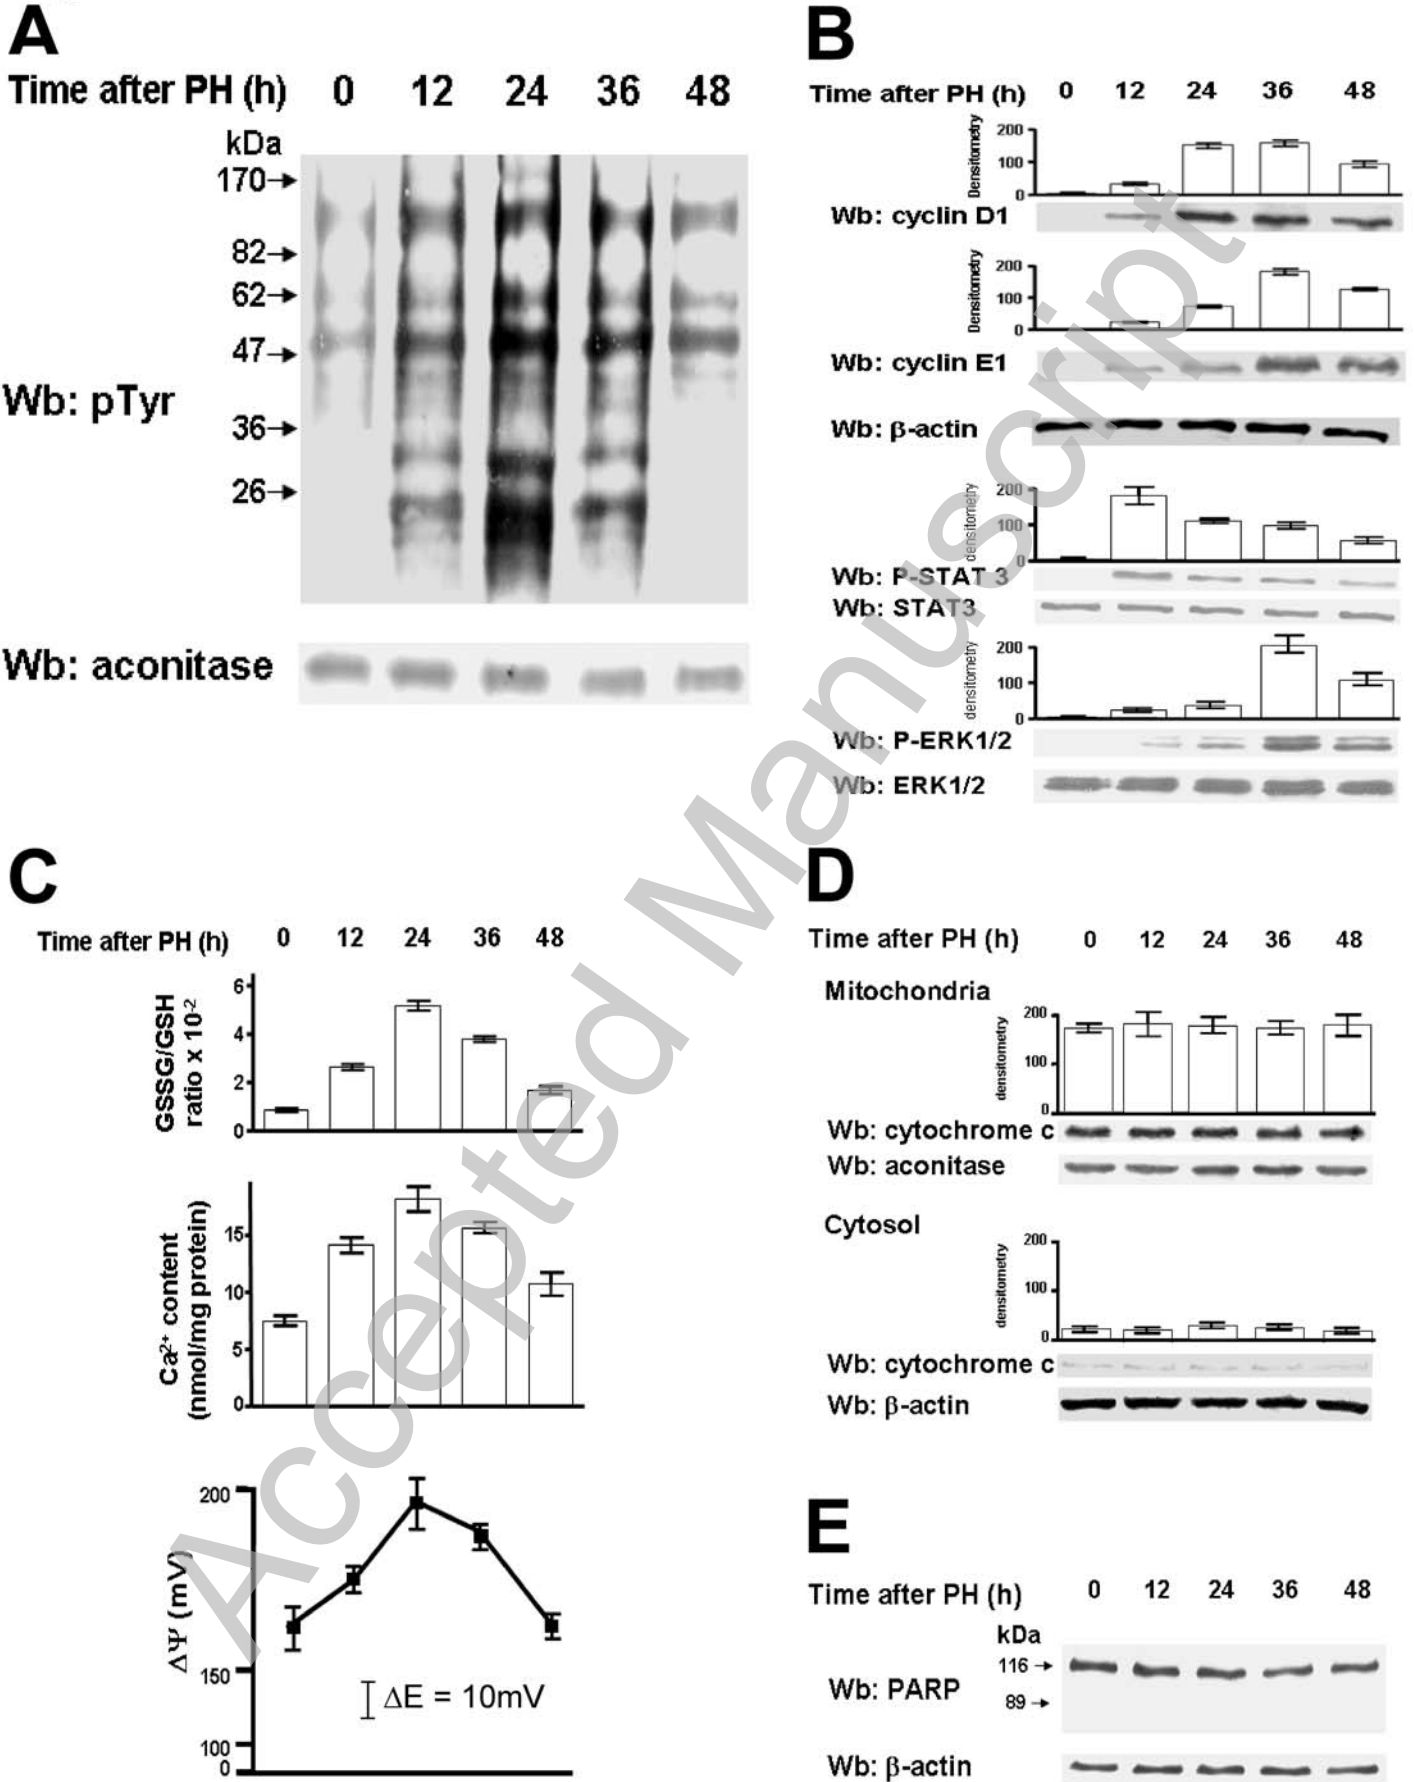 A
Time after PH (h) 0 12 24 36 48
kDa
170→
82→
62→
47→
36→
26→
Wb: pTyr
Wb: aconitase
B
Time after PH (h) 0 12 24 36 48
Densitometry
200
100
0
Wb: cyclin D1
Densitometry
200
100
0
Wb: cyclin E1
Wb: β-actin
densitometry
200
100
0
Wb: P-STAT 3
Wb: STAT3
densitometry
200
100
0
Wb: P-ERK1/2
Wb: ERK1/2
C
Time after PH (h) 0 12 24 36 48
GSSG/GSH
ratio x 10-2
6
4
2
0
Ca2+ content
(nmol/mg protein)
15
10
5
0
ΔΨ (mV)
200
150
100
0
ΔE = 10mV
D
Time after PH (h) 0 12 24 36 48
Mitochondria
densitometry
200
100
0
Wb: cytochrome c
Wb: aconitase
Cytosol
densitometry
200
100
0
Wb: cytochrome c
Wb: β-actin
E
Time after PH (h) 0 12 24 36 48
kDa
116→
89→
Wb: PARP
Wb: β-actin
Accepted Manuscript